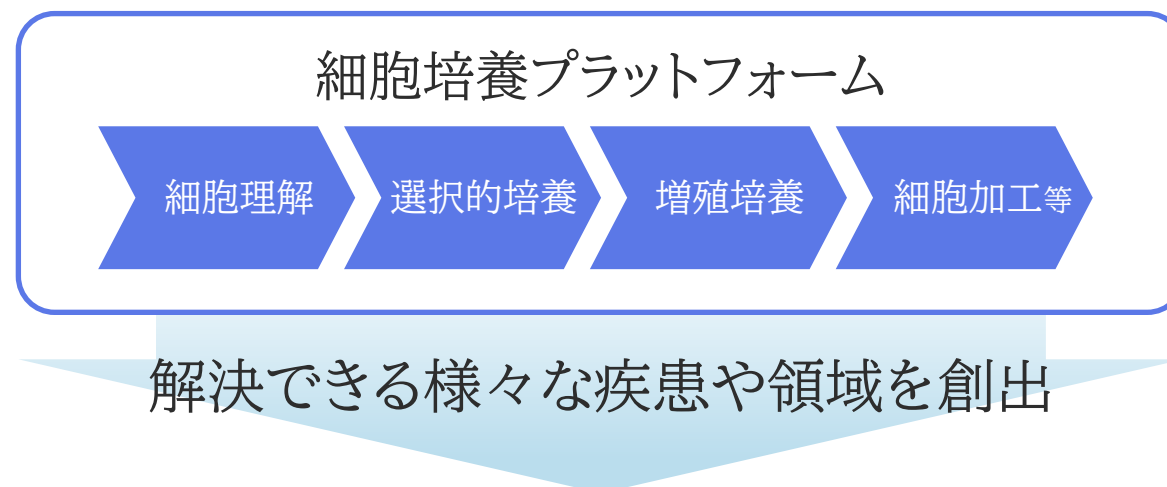 細胞培養プラットフォーム
細胞理解
選択的培養
増殖培養
細胞加工等
解決できる様々な疾患や領域を創出